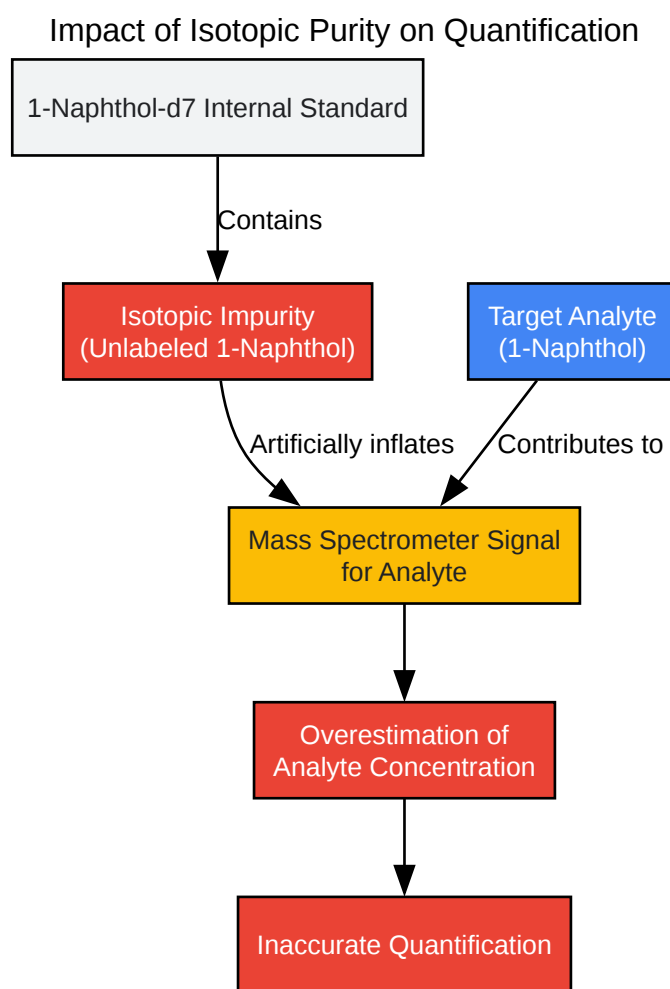 Impact of Isotopic Purity on Quantification
1-Naphthol-d7 Internal Standard
Contains
Isotopic Impurity
(Unlabeled 1-Naphthol)
Target Analyte
(1-Naphthol)
Artificially inflates
Contributes to
Mass Spectrometer Signal
for Analyte
Overestimation of
Analyte Concentration
Inaccurate Quantification